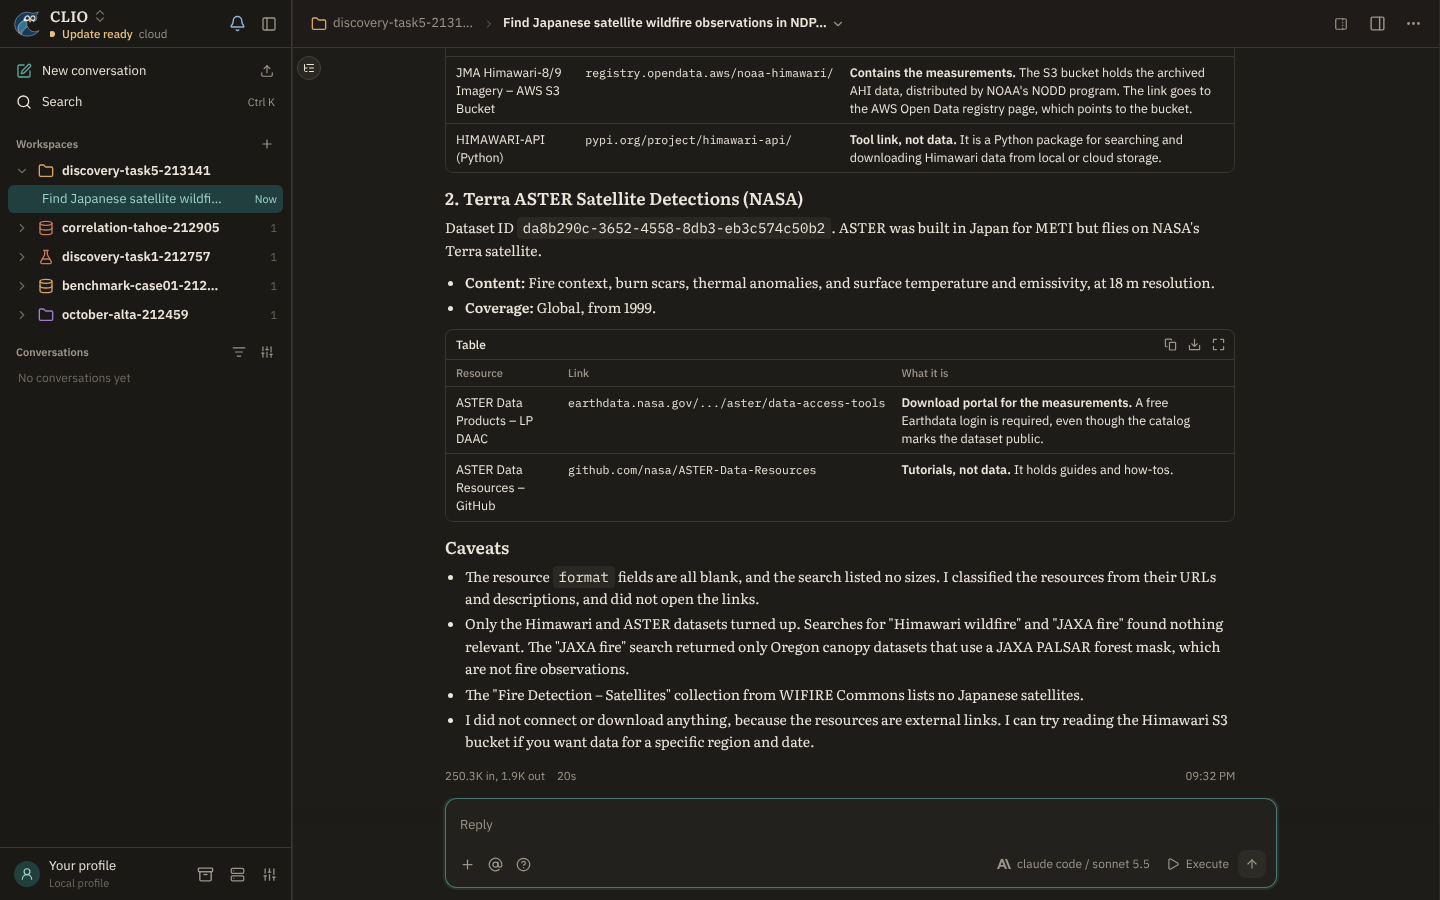 CLIO
Update ready cloud
New conversation
Search Ctrl K
Workspaces
discovery-task5-213141
Find Japanese satellite wildfi... Now
correlation-tahoe-212905 1
discovery-task1-212757 1
benchmark-case01-212... 1
october-alta-212459 1
Conversations
No conversations yet
Your profile
Local profile
discovery-task5-2131... › Find Japanese satellite wildfire observations in NDP...
JMA Himawari-8/9 registry.opendata.aws/noaa-himawari/ Contains the measurements. The S3 bucket holds the archived
Imagery – AWS S3 AHI data, distributed by NOAA's NODD program. The link goes to
Bucket the AWS Open Data registry page, which points to the bucket.
HIMAWARI-API pypi.org/project/himawari-api/ Tool link, not data. It is a Python package for searching and
(Python) downloading Himawari data from local or cloud storage.
2. Terra ASTER Satellite Detections (NASA)
Dataset ID da8b290c-3652-4558-8db3-eb3c574c50b2. ASTER was built in Japan for METI but flies on NASA's
Terra satellite.
• Content: Fire context, burn scars, thermal anomalies, and surface temperature and emissivity, at 18 m resolution.
• Coverage: Global, from 1999.
Table
Resource Link What it is
ASTER Data earthdata.nasa.gov/.../aster/data-access-tools Download portal for the measurements. A free
Products – LP Earthdata login is required, even though the catalog
DAAC marks the dataset public.
ASTER Data github.com/nasa/ASTER-Data-Resources Tutorials, not data. It holds guides and how-tos.
Resources –
GitHub
Caveats
• The resource format fields are all blank, and the search listed no sizes. I classified the resources from their URLs
and descriptions, and did not open the links.
• Only the Himawari and ASTER datasets turned up. Searches for "Himawari wildfire" and "JAXA fire" found nothing
relevant. The "JAXA fire" search returned only Oregon canopy datasets that use a JAXA PALSAR forest mask, which
are not fire observations.
• The "Fire Detection – Satellites" collection from WIFIRE Commons lists no Japanese satellites.
• I did not connect or download anything, because the resources are external links. I can try reading the Himawari S3
bucket if you want data for a specific region and date.
250.3K in, 1.9K out 20s 09:32 PM
Reply
claude code / sonnet 5.5 Execute